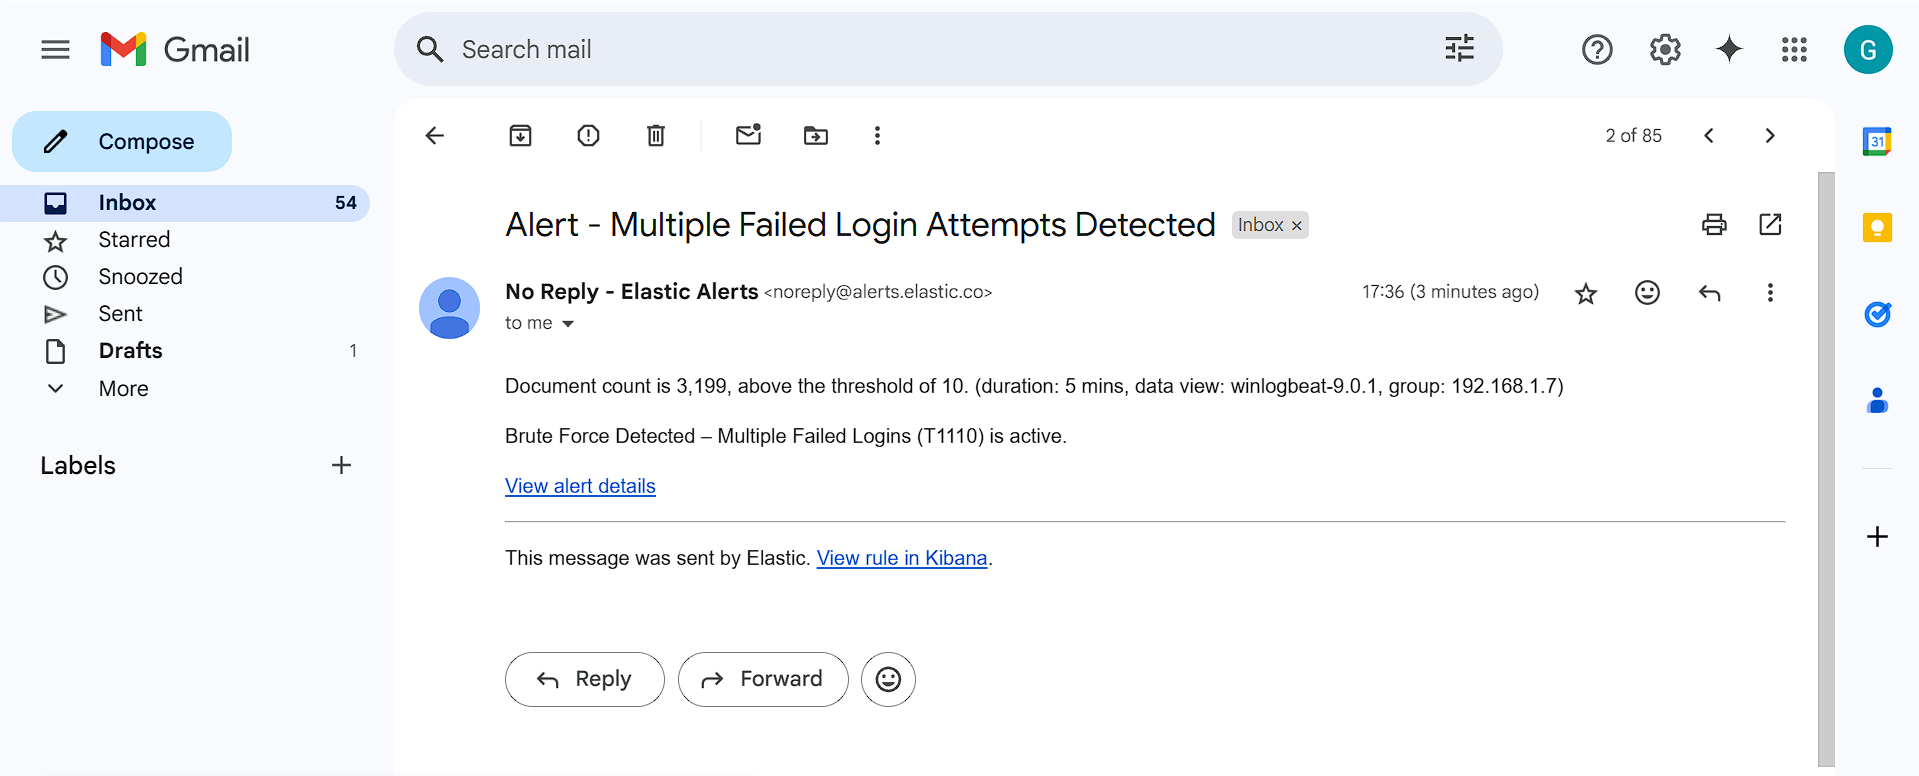 Gmail
Search mail
G
Compose
Inbox 54
Starred
Snoozed
Sent
Drafts 1
More
Labels
2 of 85
31
Alert - Multiple Failed Login Attempts Detected Inbox ×
No Reply - Elastic Alerts <noreply@alerts.elastic.co> 17:36 (3 minutes ago)
to me
Document count is 3,199, above the threshold of 10. (duration: 5 mins, data view: winlogbeat-9.0.1, group: 192.168.1.7)
Brute Force Detected – Multiple Failed Logins (T1110) is active.
View alert details
This message was sent by Elastic. View rule in Kibana.
Reply
Forward